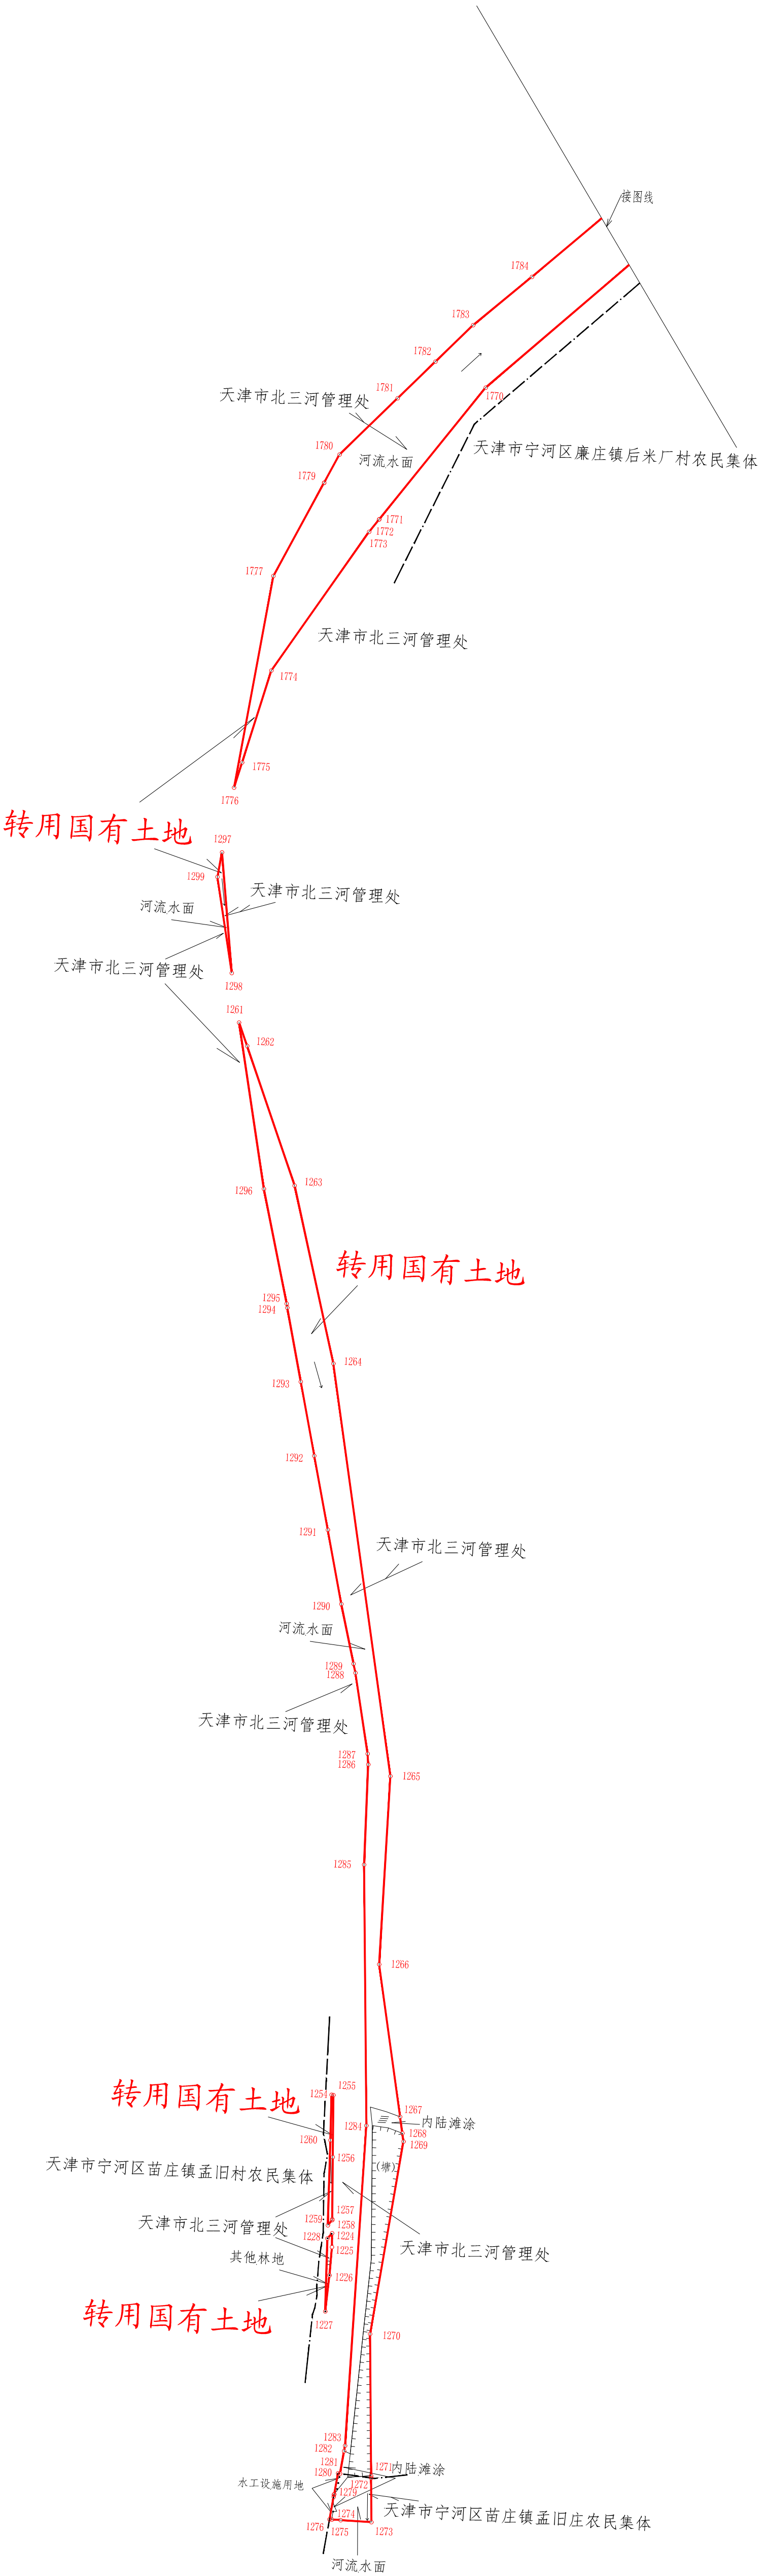 接图线
1784
1783
1782
1781
天津市北三河管理处
1770
1780
河流水面
天津市宁河区廉庄镇后米厂村农民集体
1779
1771
1772
1773
1777
天津市北三河管理处
1774
1775
1776
转用国有土地
1297
1299
天津市北三河管理处
河流水面
天津市北三河管理处
1298
1261
1262
1263
1296
转用国有土地
1295
1294
1264
1293
1292
1291
天津市北三河管理处
1290
河流水面
1289
1288
天津市北三河管理处
1287
1286
1265
1285
1266
转用国有土地
1254
1255
1267
内陆滩涂
1284
1268
1260
1269
1256
(塘)
天津市宁河区苗庄镇孟旧村农民集体
1257
1259
1258
天津市北三河管理处
1228
1224
1225
天津市北三河管理处
其他林地
1226
转用国有土地
1227
1270
1283
1282
1281
1280
1271
内陆滩涂
水工设施用地
1272
1279
1274
天津市宁河区苗庄镇孟旧庄农民集体
1276
1275
1273
河流水面